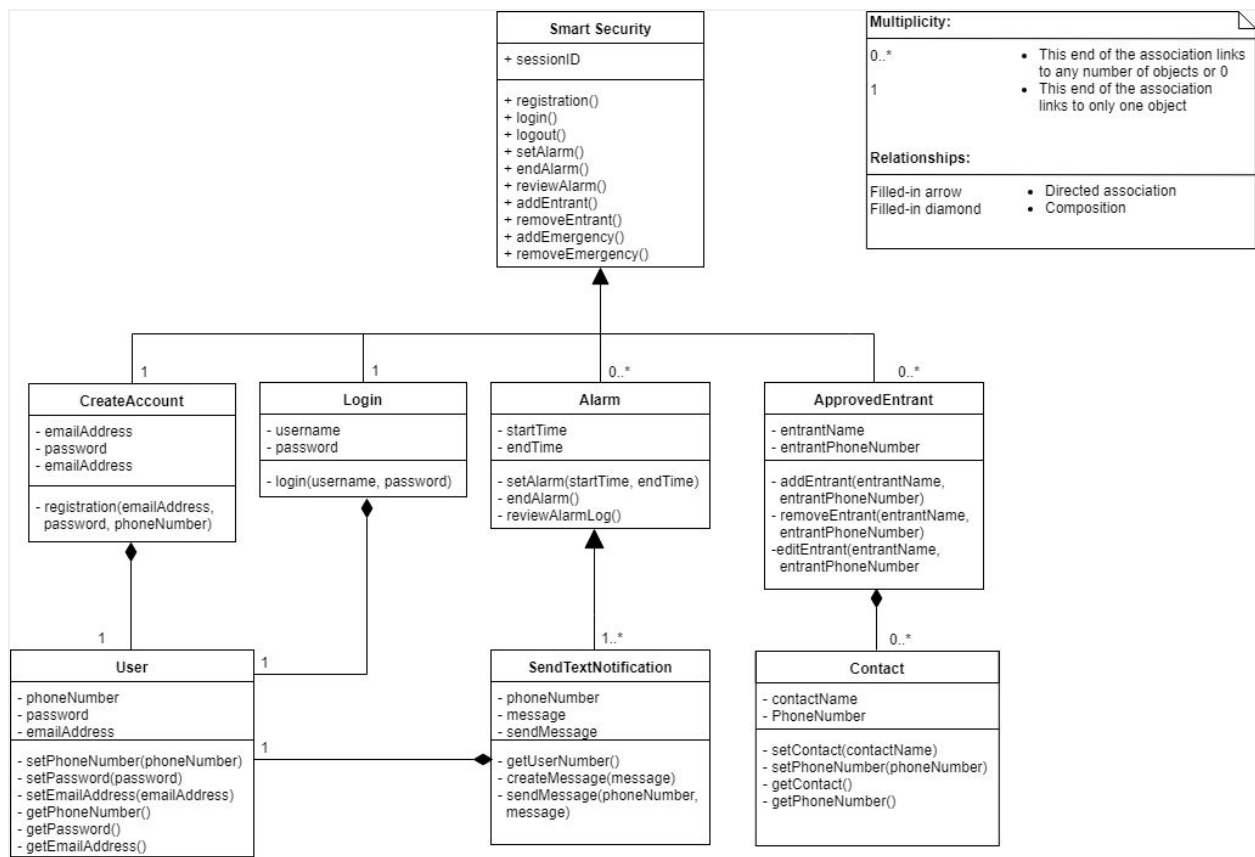 Smart Security
+ sessionID
+ registration()
+ login()
+ logout()
+ setAlarm()
+ endAlarm()
+ reviewAlarm()
+ addEntrant()
+ removeEntrant()
+ addEmergency()
+ removeEmergency()
Multiplicity:
0..*
• This end of the association links
to any number of objects or 0
1
• This end of the association
links to only one object
Relationships:
Filled-in arrow
• Directed association
Filled-in diamond
• Composition
1
1
0..*
0..*
CreateAccount
- emailAddress
- password
- emailAddress
- registration(emailAddress,
password, phoneNumber)
Login
- username
- password
- login(username, password)
Alarm
- startTime
- endTime
- setAlarm(startTime, endTime)
- endAlarm()
- reviewAlarmLog()
ApprovedEntrant
- entrantName
- entrantPhoneNumber
- addEntrant(entrantName,
entrantPhoneNumber)
- removeEntrant(entrantName,
entrantPhoneNumber)
-editEntrant(entrantName,
entrantPhoneNumber
1
1
1..*
0..*
User
- phoneNumber
- password
- emailAddress
- setPhoneNumber(phoneNumber)
- setPassword(password)
- setEmailAddress(emailAddress)
- getPhoneNumber()
- getPassword()
- getEmailAddress()
1
SendTextNotification
- phoneNumber
- message
- sendMessage
- getUserNumber()
- createMessage(message)
- sendMessage(phoneNumber,
message)
Contact
- contactName
- PhoneNumber
- setContact(contactName)
- setPhoneNumber(phoneNumber)
- getContact()
- getPhoneNumber()